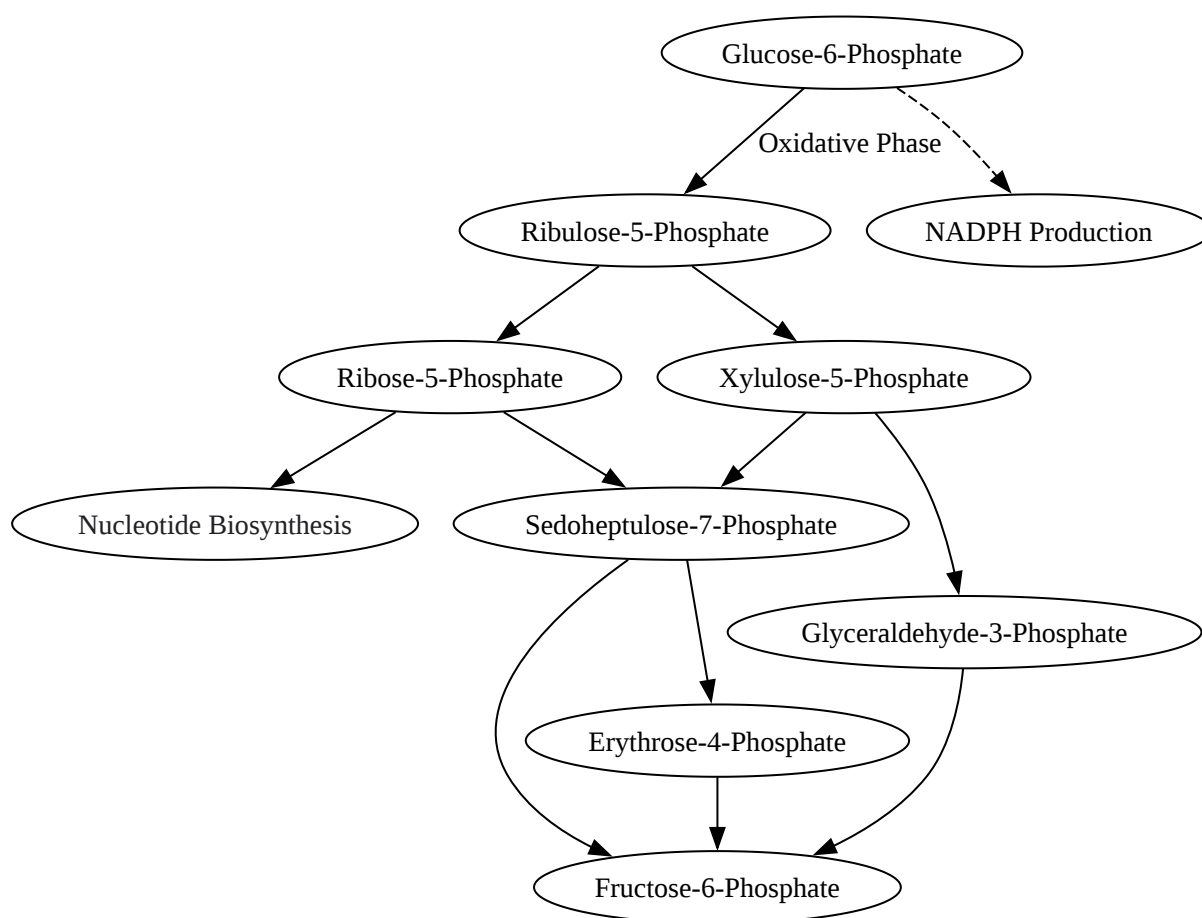 Glucose-6-Phosphate
Oxidative Phase
Ribulose-5-Phosphate
NADPH Production
Ribose-5-Phosphate
Xylulose-5-Phosphate
Nucleotide Biosynthesis
Sedoheptulose-7-Phosphate
Glyceraldehyde-3-Phosphate
Erythrose-4-Phosphate
Fructose-6-Phosphate